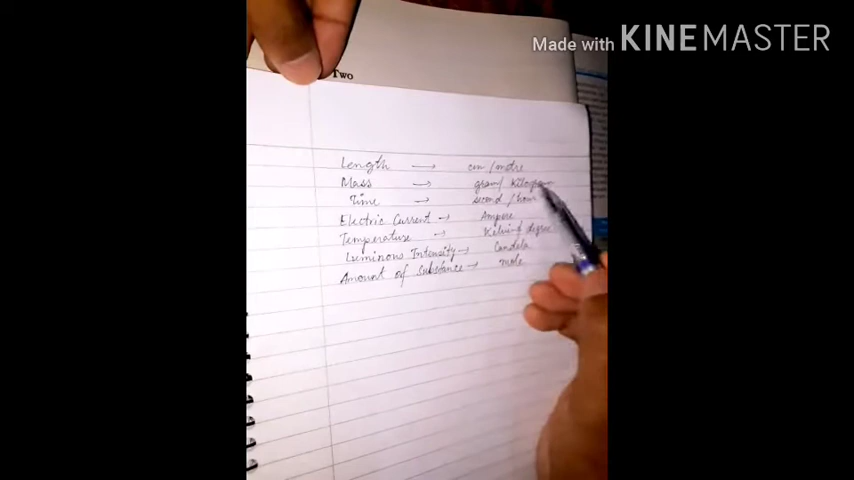 Made with KINEMASTER
Two
Length → cm / metre
Mass → gram / Kilogram
Time → second / hour
Electric Current → Ampere
Temperature → Kelvin / degree
Luminous Intensity → Candela
Amount of substance → mole